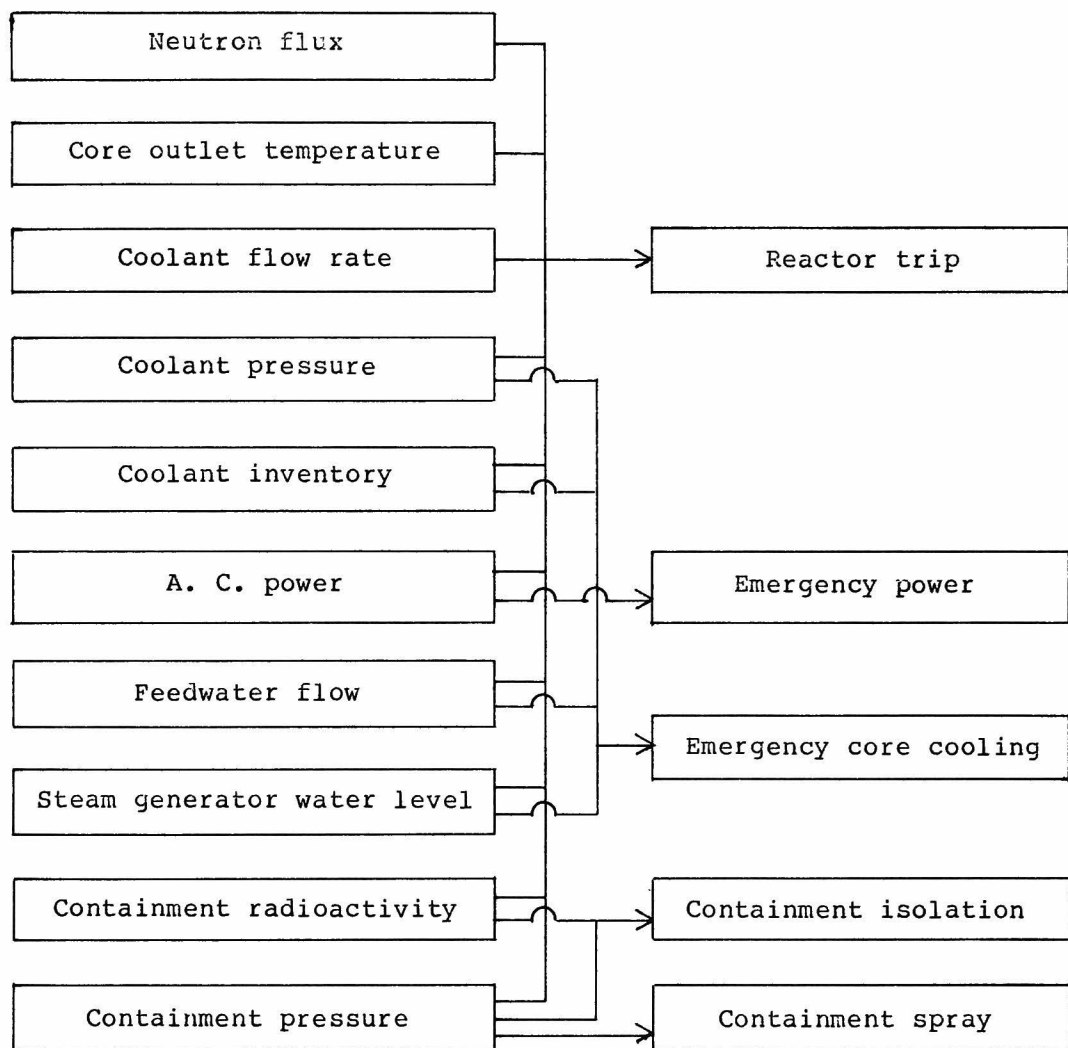 Neutron flux
Core outlet temperature
Coolant flow rate
Reactor trip
Coolant pressure
Coolant inventory
A. C. power
Emergency power
Feedwater flow
Emergency core cooling
Steam generator water level
Containment radioactivity
Containment isolation
Containment pressure
Containment spray